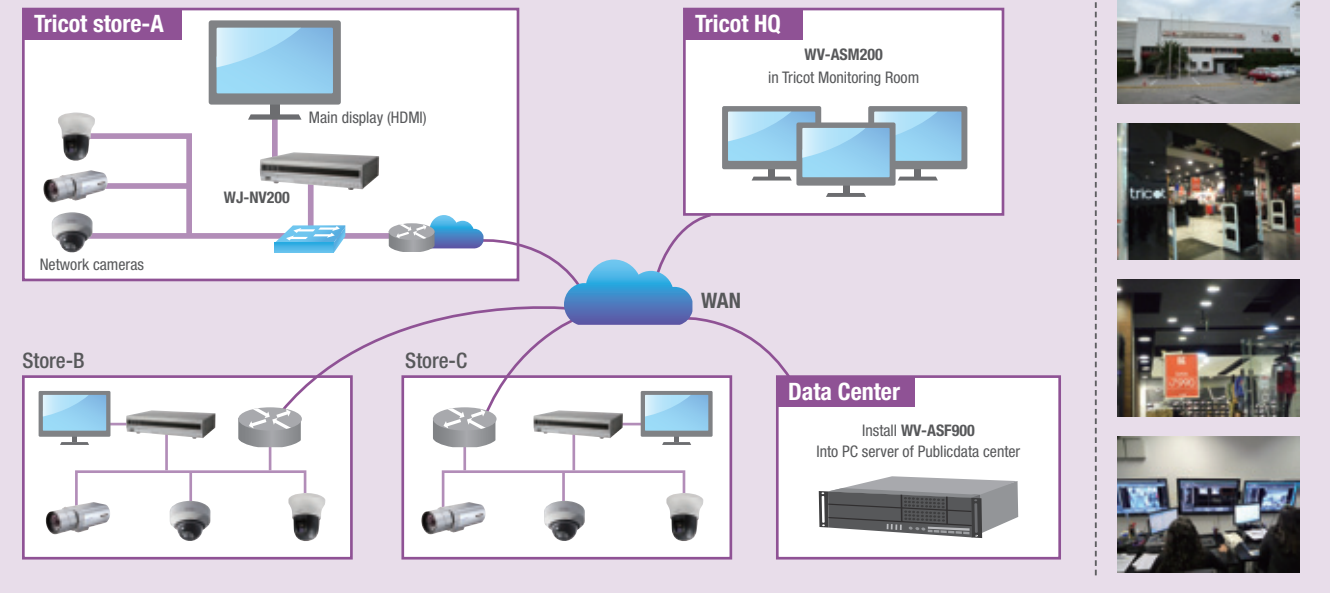 Tricot store-A
Main display (HDMI)
WJ-NV200
Network cameras
Tricot HQ
WV-ASM200
in Tricot Monitoring Room
WAN
Store-B
Store-C
Data Center
Install WV-ASF900
Into PC server of Publicdata center
tricot
7990